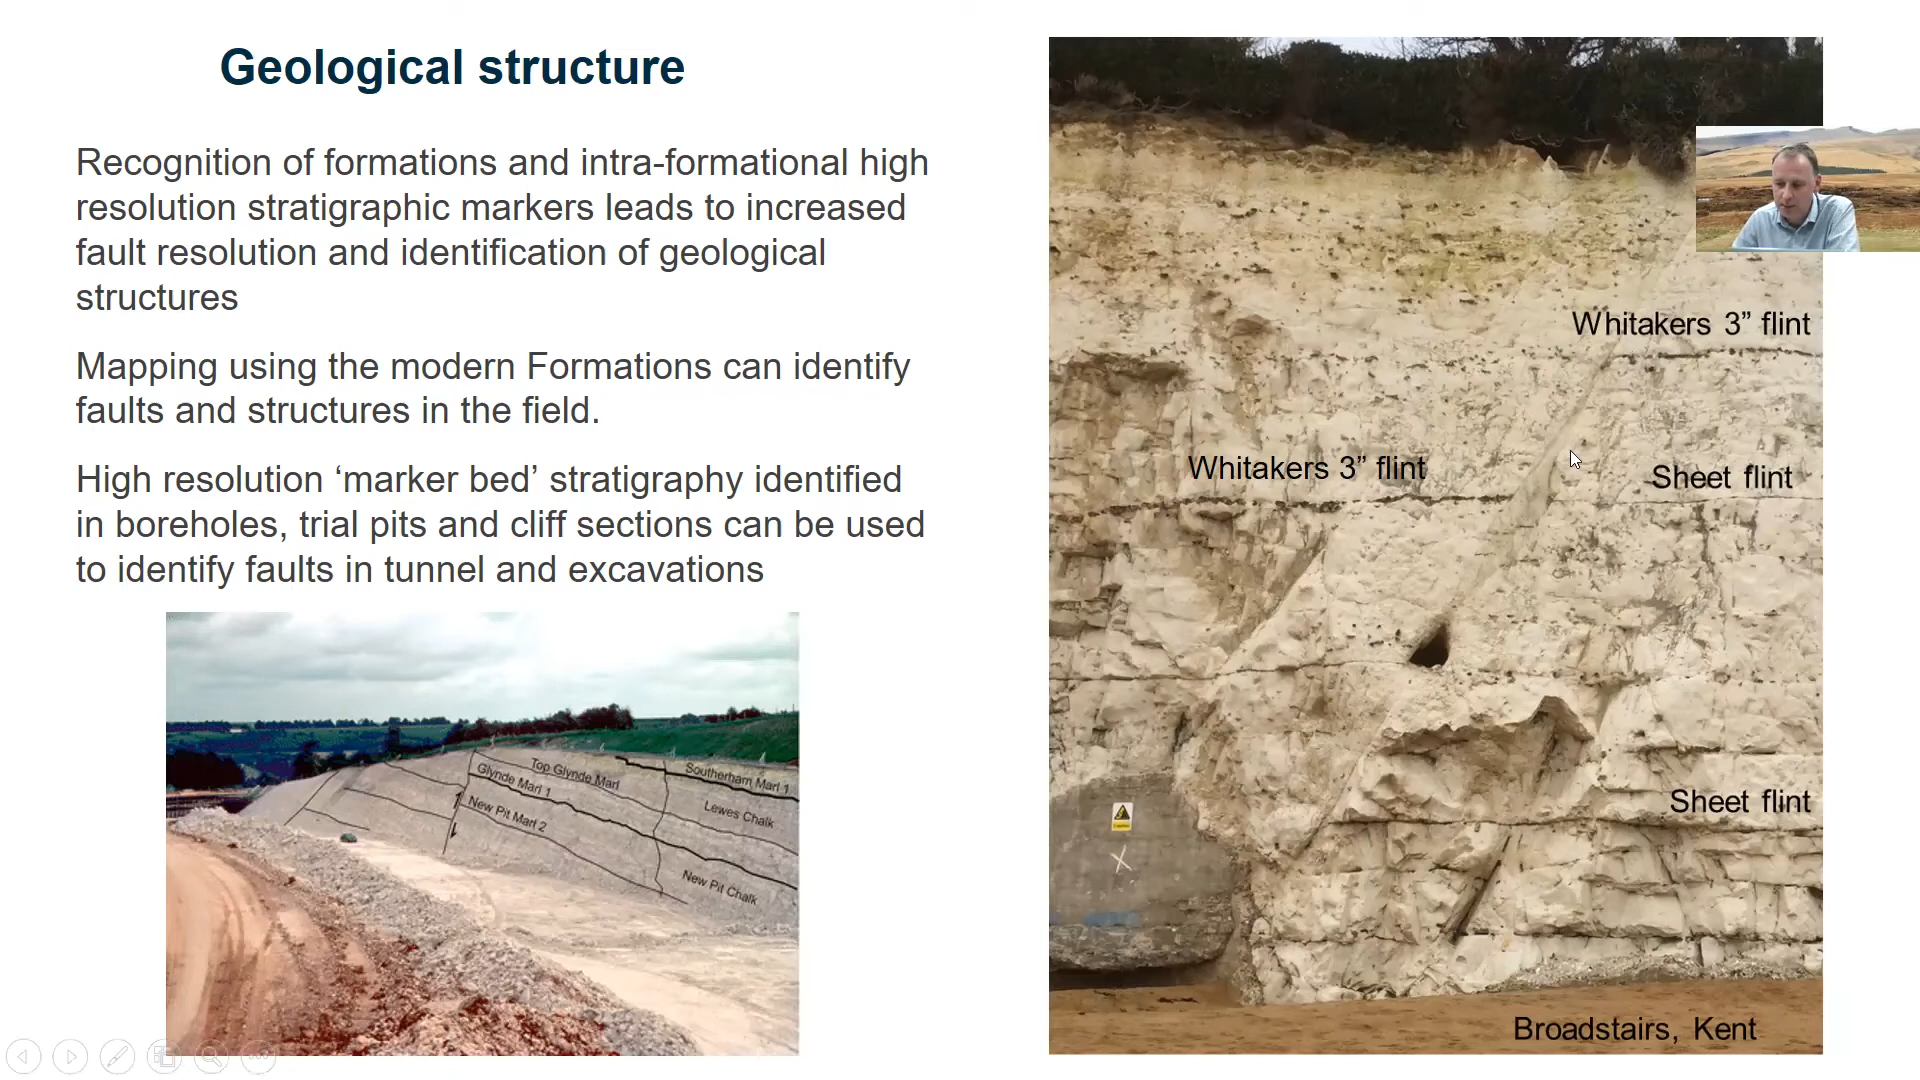 Geological structure
Recognition of formations and intra-formational high
resolution stratigraphic markers leads to increased
fault resolution and identification of geological
structures
Mapping using the modern Formations can identify
faults and structures in the field.
High resolution ‘marker bed’ stratigraphy identified
in boreholes, trial pits and cliff sections can be used
to identify faults in tunnel and excavations
Top Glynde Marl
Southerham Marl 1
Glynde Marl 1
Lewes Chalk
New Pit Marl 2
New Pit Chalk
Whitakers 3” flint
Whitakers 3” flint
Sheet flint
Sheet flint
Broadstairs, Kent